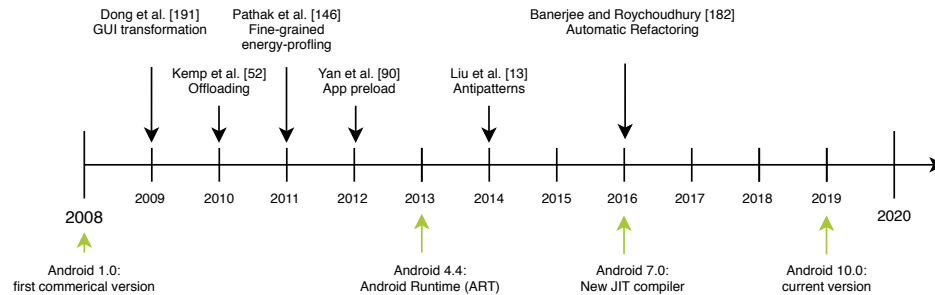 Dong et al. [191]
GUI transformation
Pathak et al. [146]
Fine-grained
energy-profling
Banerjee and Roychoudhury [182]
Automatic Refactoring
Kemp et al. [52]
Offloading
Yan et al. [90]
App preload
Liu et al. [13]
Antipatterns
2008
2009
2010
2011
2012
2013
2014
2015
2016
2017
2018
2019
2020
Android 1.0:
first commerical version
Android 4.4:
Android Runtime (ART)
Android 7.0:
New JIT compiler
Android 10.0:
current version